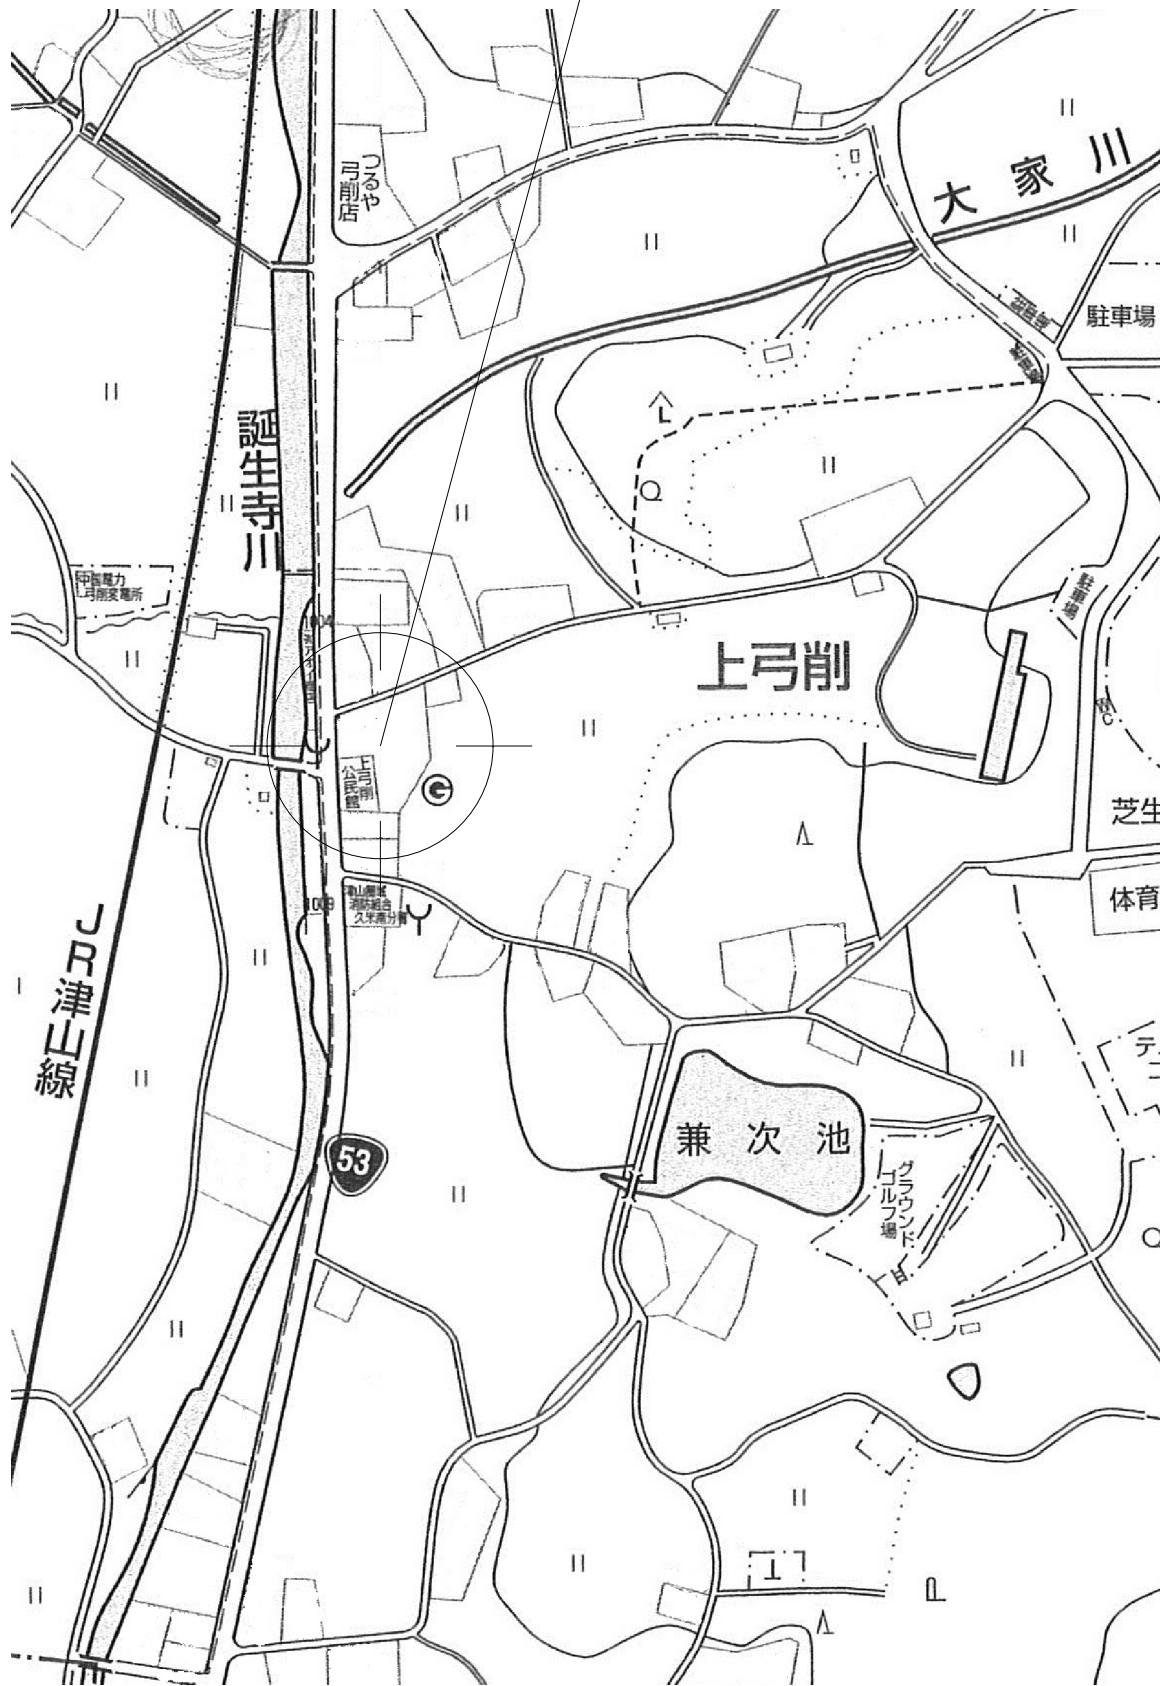 つるや
弓削店
大家川
駐車場
誕生寺川
L
中国電力
弓削変電所
駐車場
上弓削
WC
上弓削
公民館
芝生
体育
津山圏域
消防組合
久米南分署
1009
JR津山線
テ
53
兼次池
グラウンド
ゴルフ場